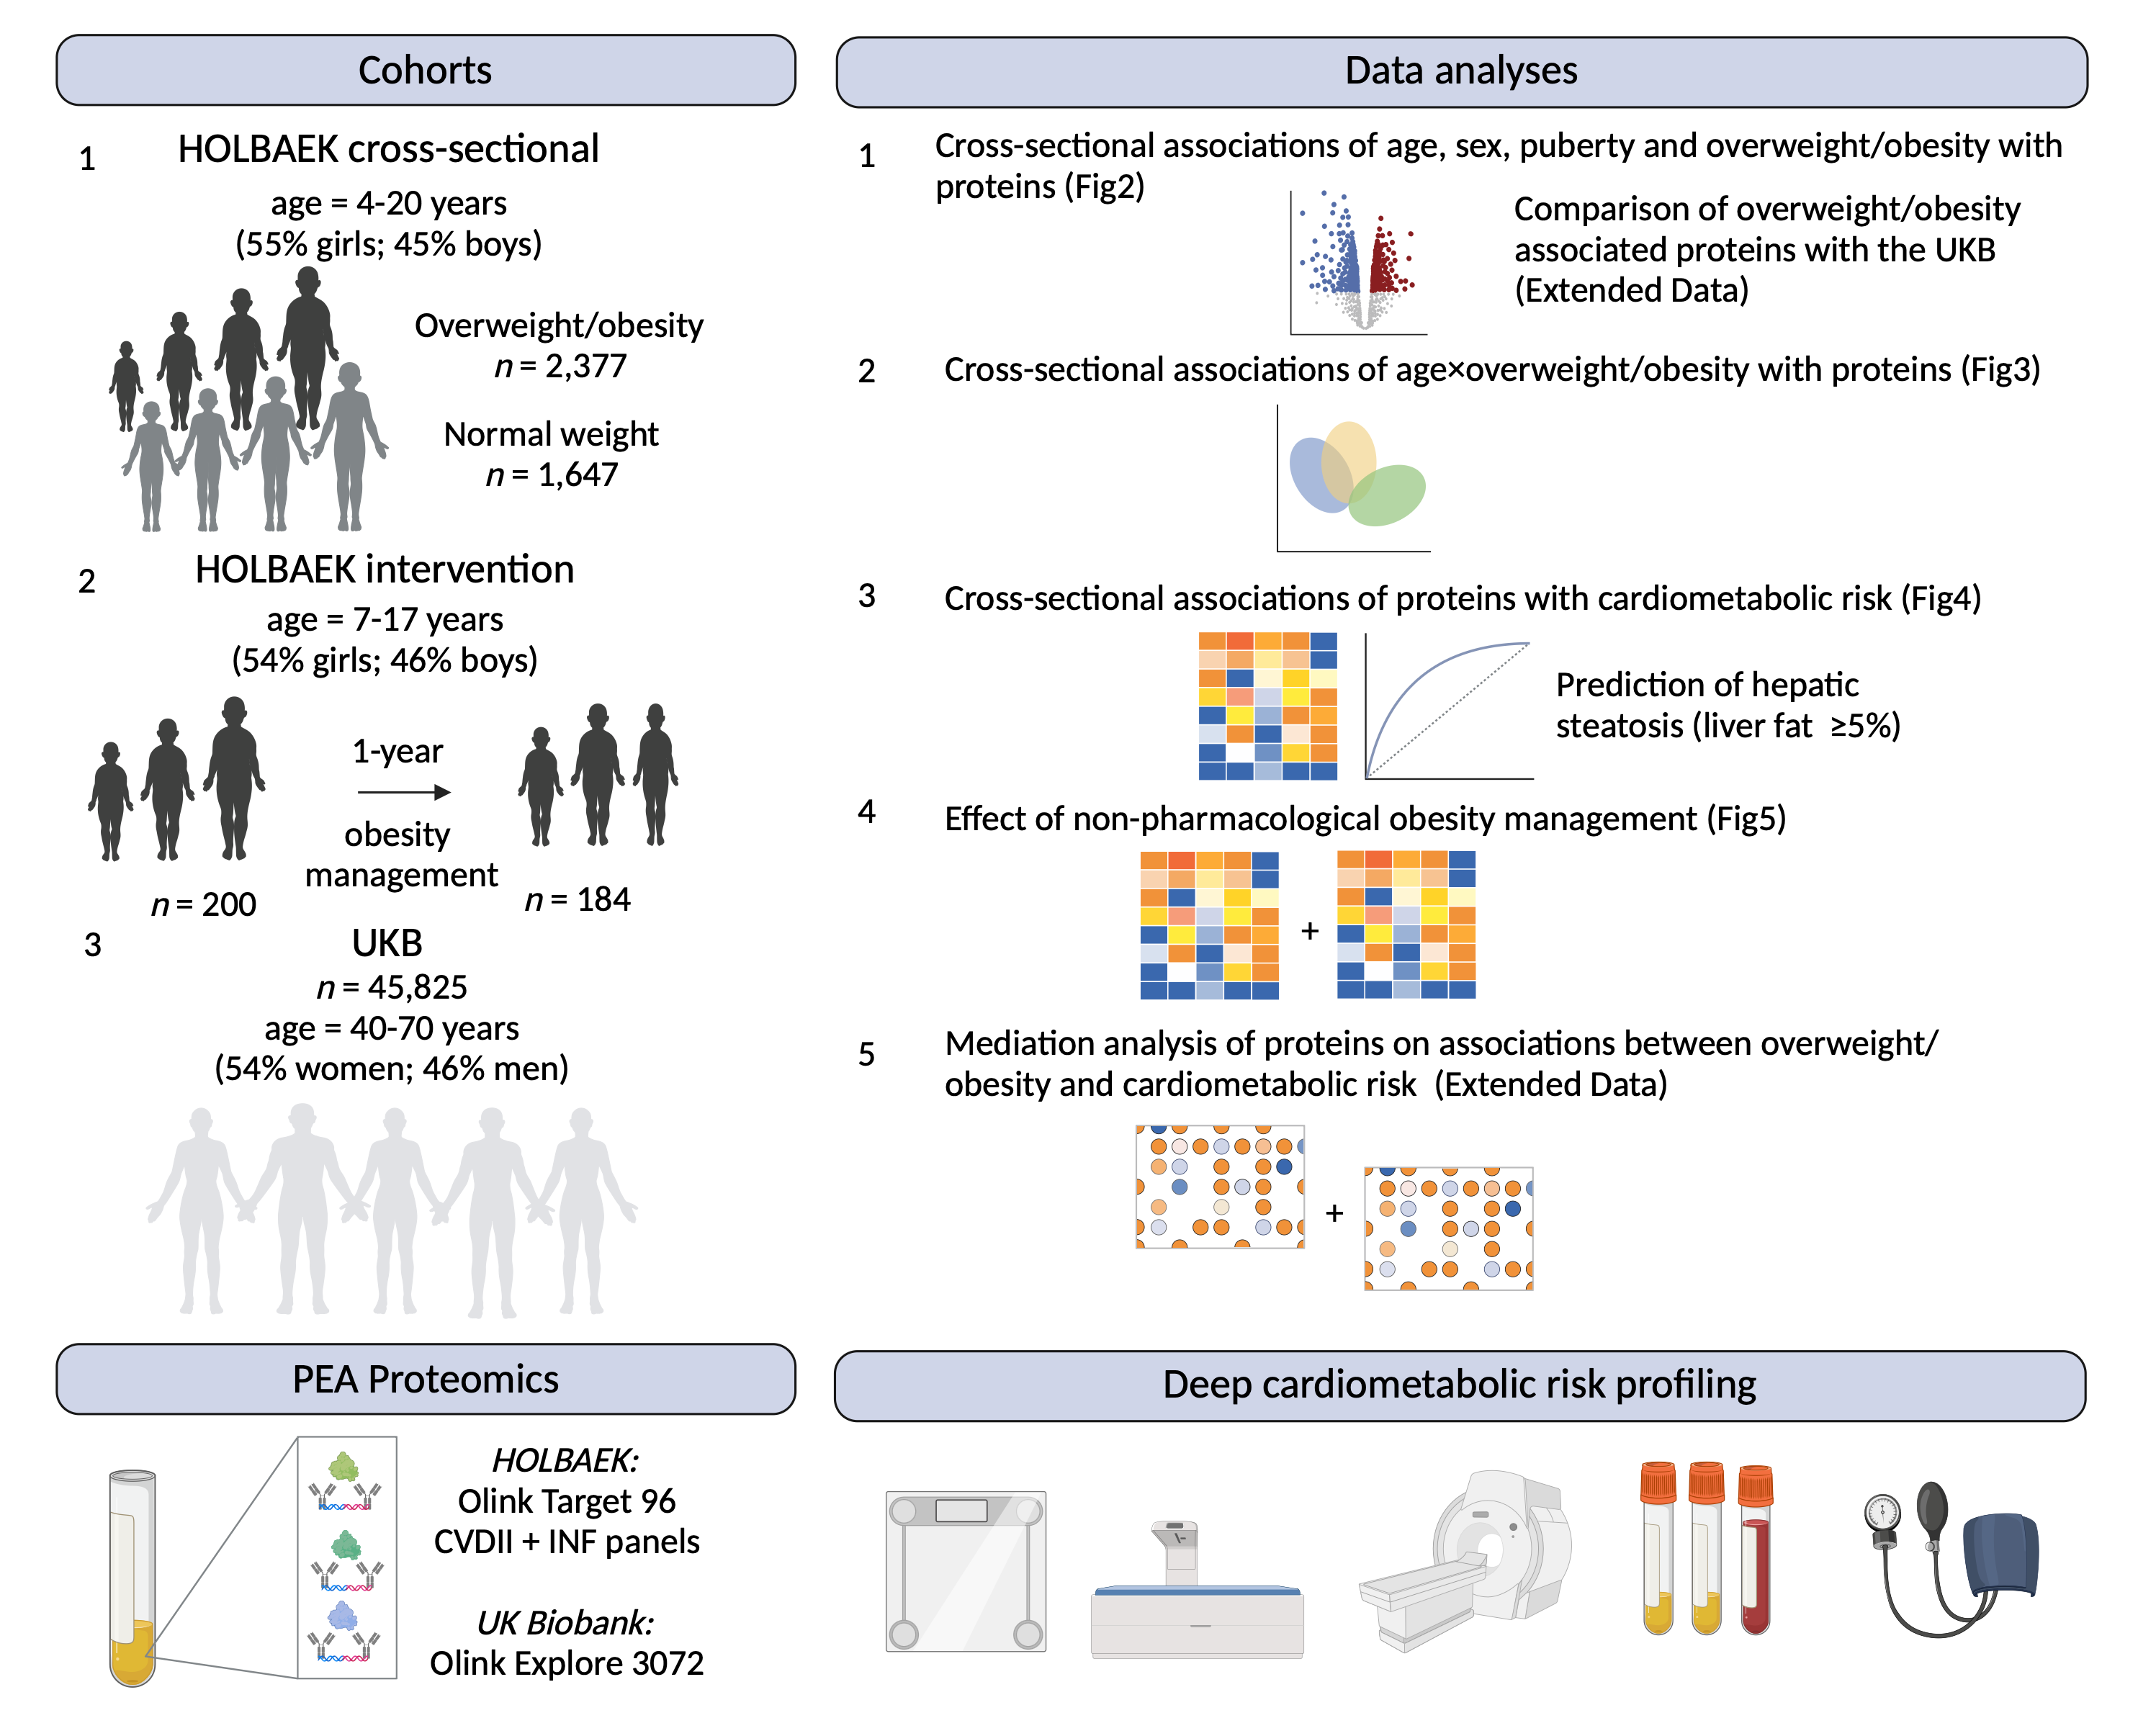 Cohorts
1
HOLBAEK cross-sectional
age = 4-20 years
(55% girls; 45% boys)
Overweight/obesity
n = 2,377
Normal weight
n = 1,647
2
HOLBAEK intervention
age = 7-17 years
(54% girls; 46% boys)
1-year
obesity
management
n = 200
n = 184
3
UKB
n = 45,825
age = 40-70 years
(54% women; 46% men)
Data analyses
1
Cross-sectional associations of age, sex, puberty and overweight/obesity with
proteins (Fig2)
Comparison of overweight/obesity
associated proteins with the UKB
(Extended Data)
2
Cross-sectional associations of age×overweight/obesity with proteins (Fig3)
3
Cross-sectional associations of proteins with cardiometabolic risk (Fig4)
Prediction of hepatic
steatosis (liver fat ≥5%)
4
Effect of non-pharmacological obesity management (Fig5)
+
5
Mediation analysis of proteins on associations between overweight/
obesity and cardiometabolic risk (Extended Data)
+
PEA Proteomics
HOLBAEK:
Olink Target 96
CVDII + INF panels
UK Biobank:
Olink Explore 3072
Deep cardiometabolic risk profiling